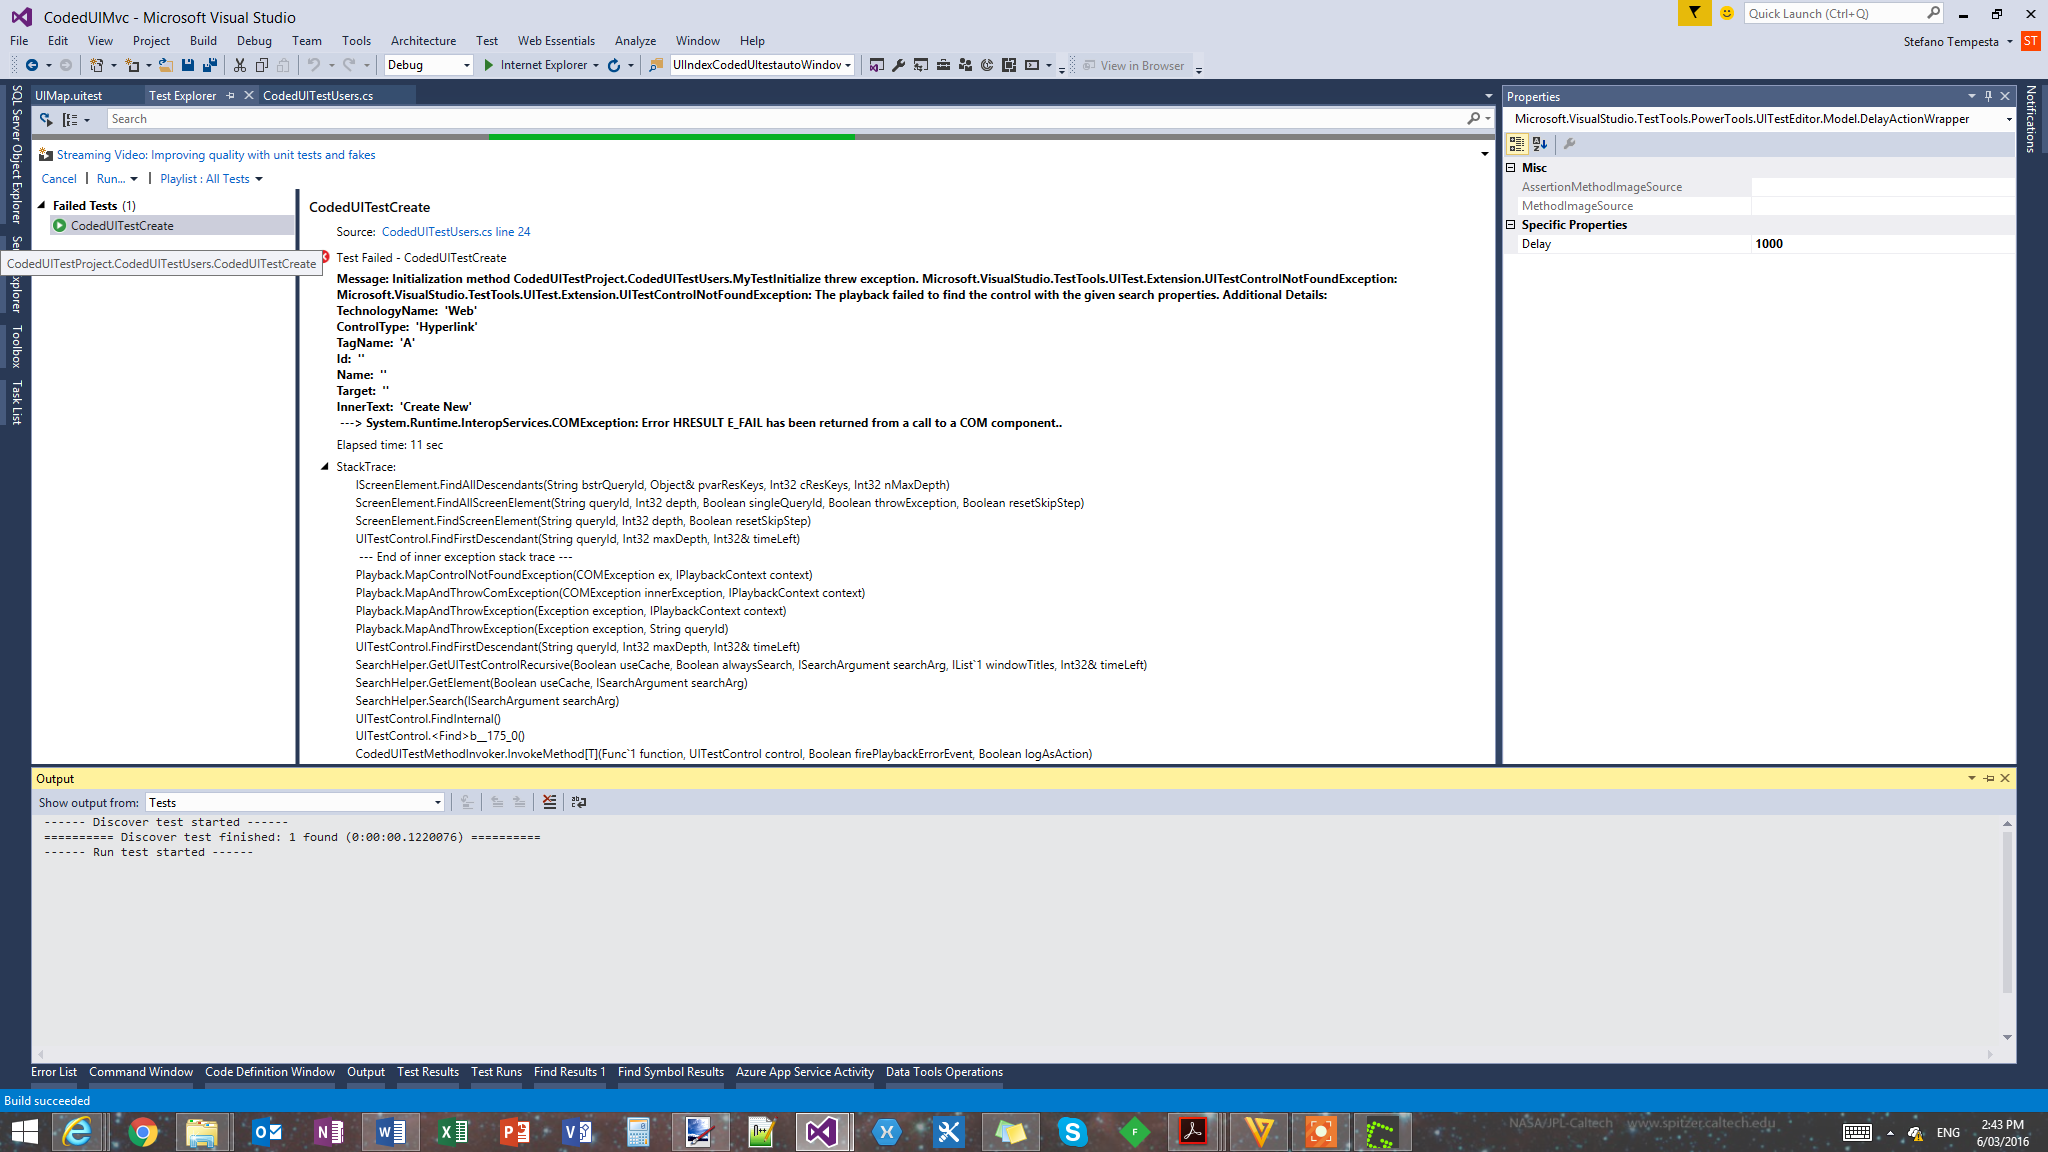 CodedUIMvc - Microsoft Visual Studio
Quick Launch (Ctrl+Q)
File Edit View Project Build Debug Team Tools Architecture Test Web Essentials Analyze Window Help
Stefano Tempesta ST
Debug Internet Explorer UIIndexCodedUItestautoWindow View in Browser
SQL Server Object Explorer
Toolbox
Task List
Notifications
UIMap.uitest Test Explorer CodedUITestUsers.cs
Search
Streaming Video: Improving quality with unit tests and fakes
Cancel Run... Playlist : All Tests
Failed Tests (1)
CodedUITestCreate
CodedUITestProject.CodedUITestUsers.CodedUITestCreate
CodedUITestCreate
Source: CodedUITestUsers.cs line 24
Test Failed - CodedUITestCreate
Message: Initialization method CodedUITestProject.CodedUITestUsers.MyTestInitialize threw exception. Microsoft.VisualStudio.TestTools.UITest.Extension.UITestControlNotFoundException:
Microsoft.VisualStudio.TestTools.UITest.Extension.UITestControlNotFoundException: The playback failed to find the control with the given search properties. Additional Details:
TechnologyName: 'Web'
ControlType: 'Hyperlink'
TagName: 'A'
Id: ''
Name: ''
Target: ''
InnerText: 'Create New'
---> System.Runtime.InteropServices.COMException: Error HRESULT E_FAIL has been returned from a call to a COM component..
Elapsed time: 11 sec
StackTrace:
IScreenElement.FindAllDescendants(String bstrQueryId, Object& pvarResKeys, Int32 cResKeys, Int32 nMaxDepth)
ScreenElement.FindAllScreenElement(String queryId, Int32 depth, Boolean singleQueryId, Boolean throwException, Boolean resetSkipStep)
ScreenElement.FindScreenElement(String queryId, Int32 depth, Boolean resetSkipStep)
UITestControl.FindFirstDescendant(String queryId, Int32 maxDepth, Int32& timeLeft)
--- End of inner exception stack trace ---
Playback.MapControlNotFoundException(COMException ex, IPlaybackContext context)
Playback.MapAndThrowComException(COMException innerException, IPlaybackContext context)
Playback.MapAndThrowException(Exception exception, IPlaybackContext context)
Playback.MapAndThrowException(Exception exception, String queryId)
UITestControl.FindFirstDescendant(String queryId, Int32 maxDepth, Int32& timeLeft)
SearchHelper.GetUITestControlRecursive(Boolean useCache, Boolean alwaysSearch, ISearchArgument searchArg, IList`1 windowTitles, Int32& timeLeft)
SearchHelper.GetElement(Boolean useCache, ISearchArgument searchArg)
SearchHelper.Search(ISearchArgument searchArg)
UITestControl.FindInternal()
UITestControl.<Find>b__175_0()
CodedUITestMethodInvoker.InvokeMethod[T](Func`1 function, UITestControl control, Boolean firePlaybackErrorEvent, Boolean logAsAction)
Properties
Microsoft.VisualStudio.TestTools.PowerTools.UITestEditor.Model.DelayActionWrapper
Misc
AssertionMethodImageSource
MethodImageSource
Specific Properties
Delay 1000
Output
Show output from: Tests
------ Discover test started ------
========== Discover test finished: 1 found (0:00:00.1220076) ==========
------ Run test started ------
Error List Command Window Code Definition Window Output Test Results Test Runs Find Results 1 Find Symbol Results Azure App Service Activity Data Tools Operations
Build succeeded
NASA/JPL-Caltech www.spitzer.caltech.edu
ENG
2:43 PM
6/03/2016